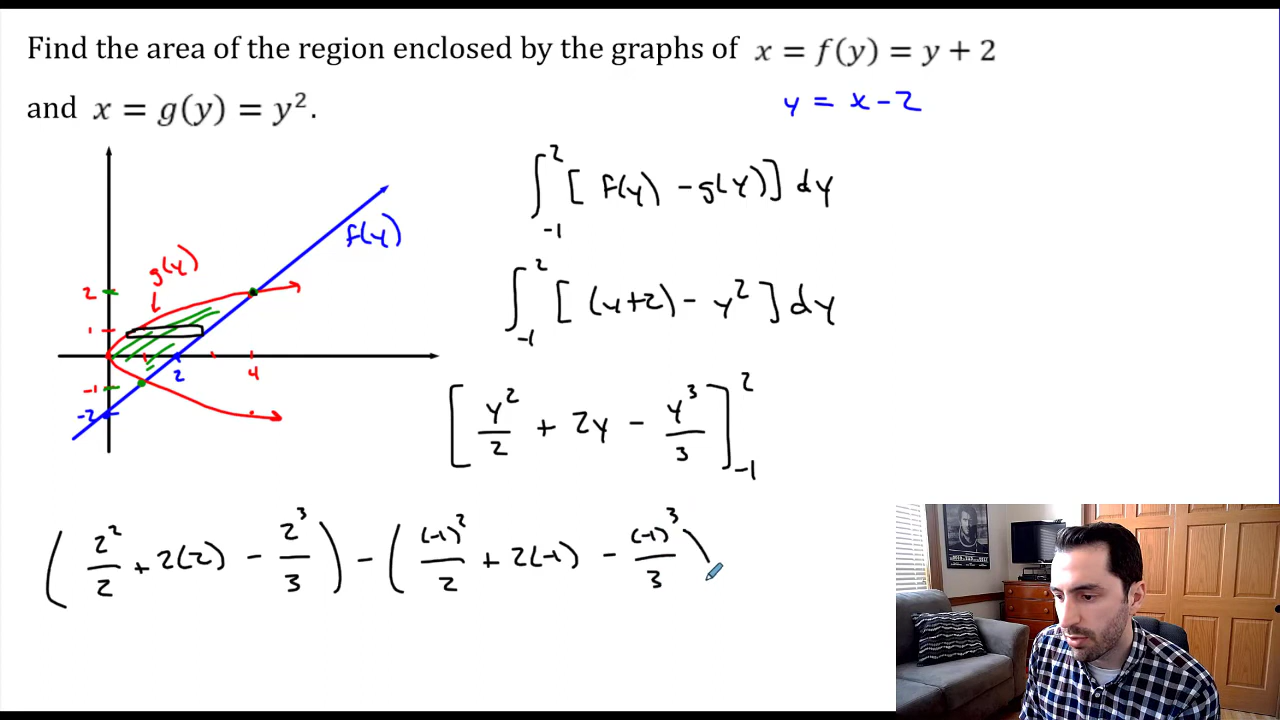 Find the area of the region enclosed by the graphs of x = f(y) = y + 2
y = x - 2
and x = g(y) = y².
∫_{-1}^{2} [ f(y) - g(y) ] dy
f(y)
g(y)
∫_{-1}^{2} [ (y+2) - y² ] dy
2
1
-1
-2
2
4
[ y²/2 + 2y - y³/3 ]_{-1}^{2}
( 2²/2 + 2(2) - 2³/3 ) - ( (-1)²/2 + 2(-1) - (-1)³/3 )